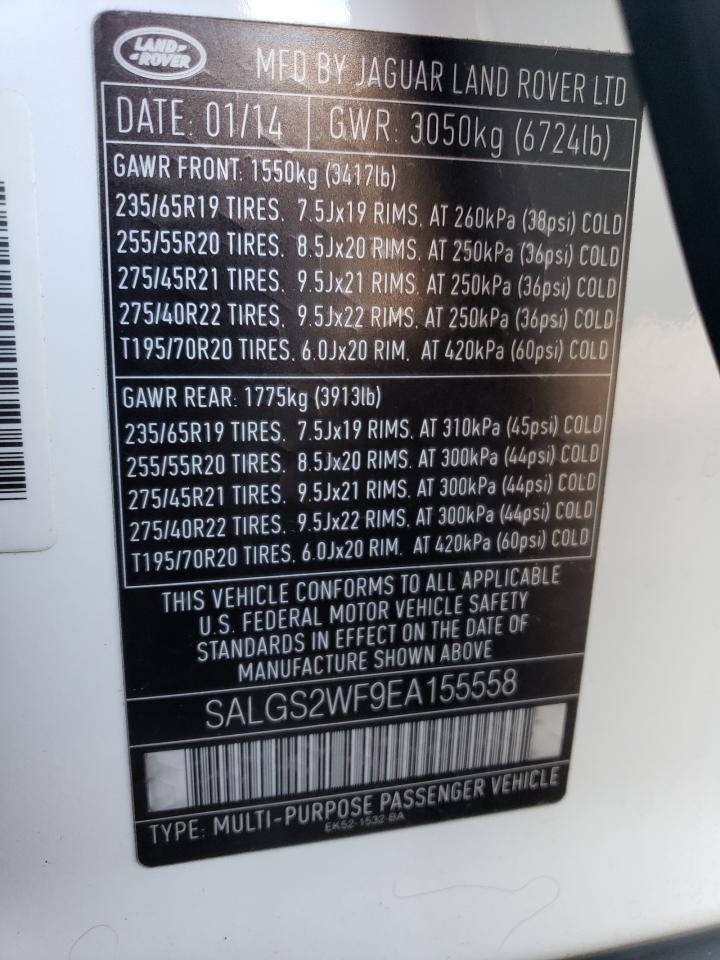 LAND-
-ROVER
MFD BY JAGUAR LAND ROVER LTD
DATE: 01/14 GWR: 3050kg (6724lb)
GAWR FRONT: 1550kg (3417lb)
235/65R19 TIRES. 7.5Jx19 RIMS. AT 260kPa (38psi) COLD
255/55R20 TIRES. 8.5Jx20 RIMS. AT 250kPa (36psi) COLD
275/45R21 TIRES. 9.5Jx21 RIMS. AT 250kPa (36psi) COLD
275/40R22 TIRES. 9.5Jx22 RIMS. AT 250kPa (36psi) COLD
T195/70R20 TIRES. 6.0Jx20 RIM. AT 420kPa (60psi) COLD
GAWR REAR: 1775kg (3913lb)
235/65R19 TIRES. 7.5Jx19 RIMS. AT 310kPa (45psi) COLD
255/55R20 TIRES. 8.5Jx20 RIMS. AT 300kPa (44psi) COLD
275/45R21 TIRES. 9.5Jx21 RIMS. AT 300kPa (44psi) COLD
275/40R22 TIRES. 9.5Jx22 RIMS. AT 300kPa (44psi) COLD
T195/70R20 TIRES. 6.0Jx20 RIM. AT 420kPa (60psi) COLD
THIS VEHICLE CONFORMS TO ALL APPLICABLE
U.S. FEDERAL MOTOR VEHICLE SAFETY
STANDARDS IN EFFECT ON THE DATE OF
MANUFACTURE SHOWN ABOVE
SALGS2WF9EA155558
TYPE: MULTI-PURPOSE PASSENGER VEHICLE
EK52-1532-BA